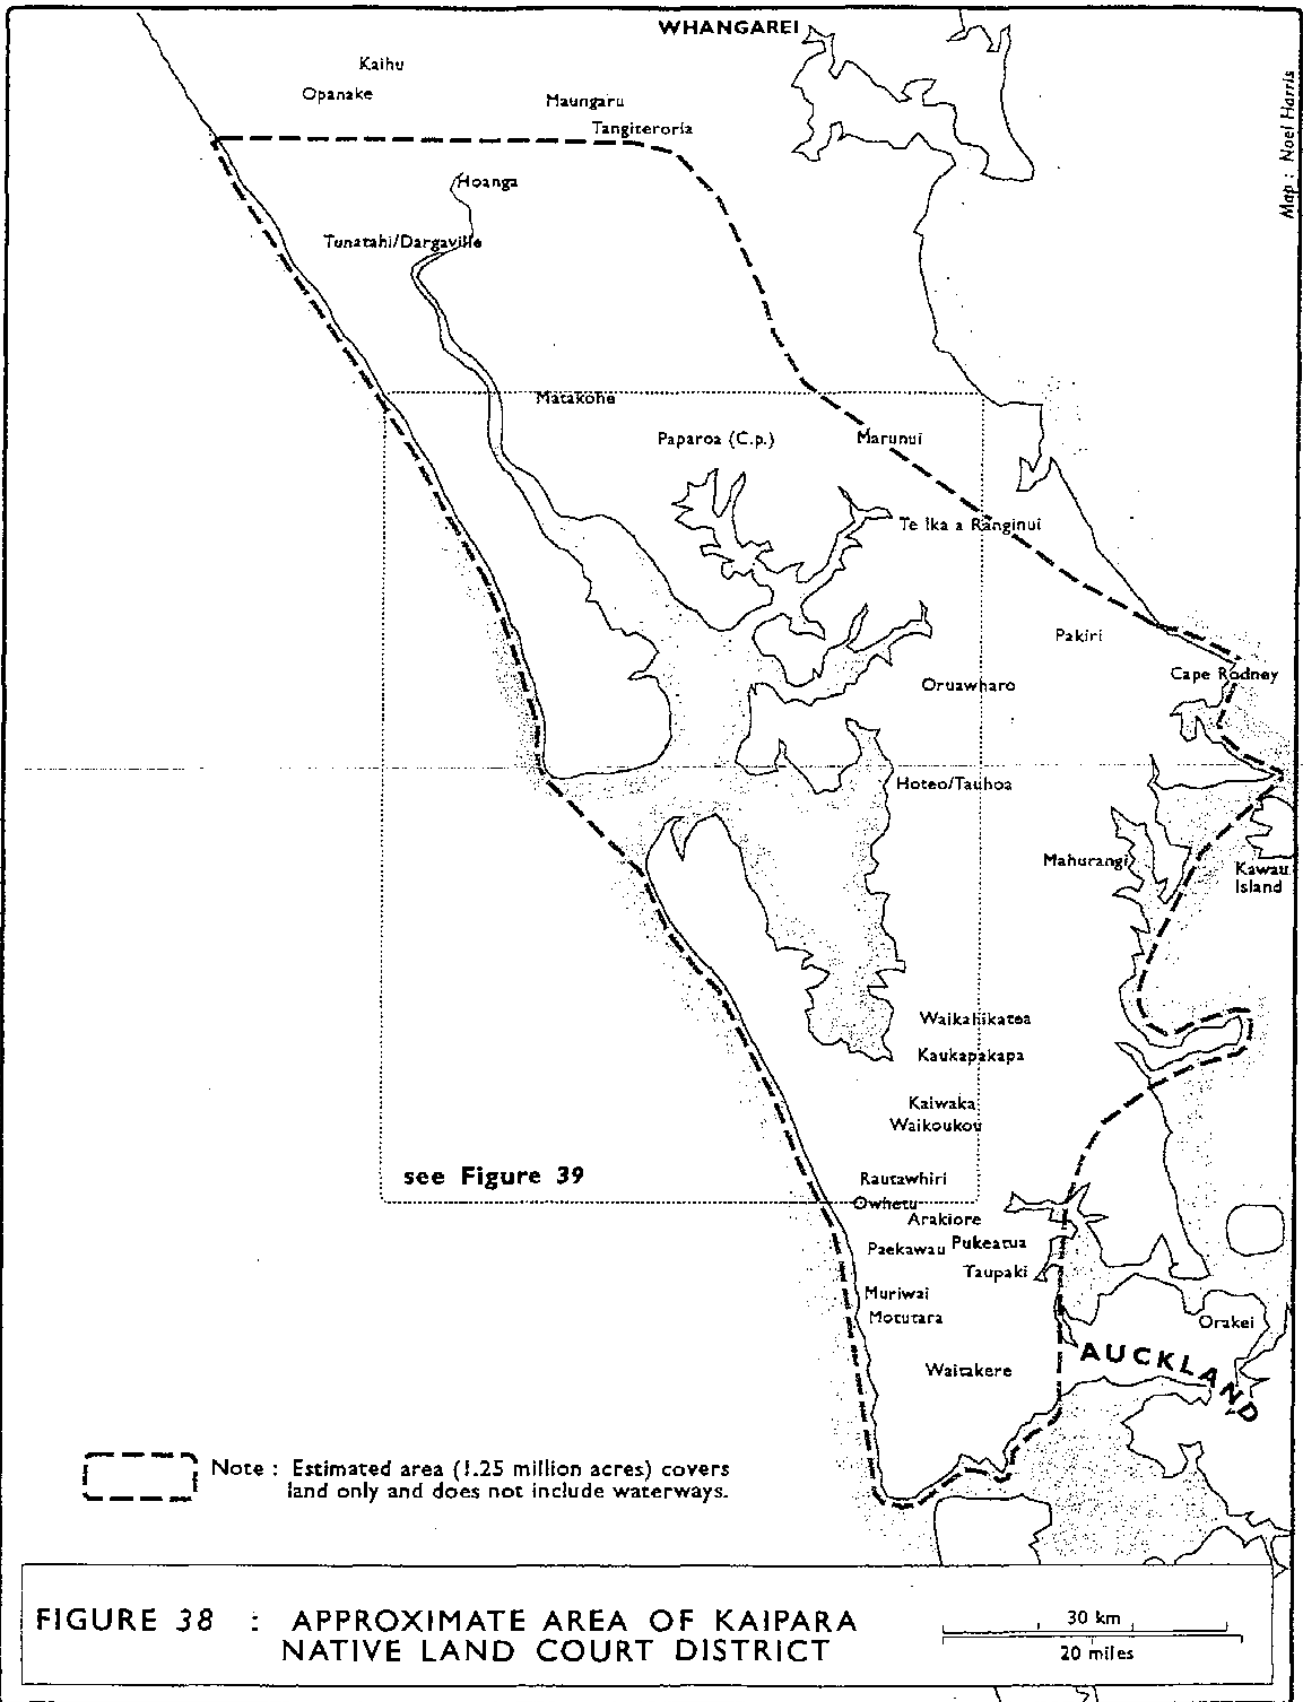 WHANGAREI
Kaihu
Opanake
Maungaru
Tangiteroria
Map : Noel Harris
Hoanga
Tunatahi/Dargaville
Matakohe
Paparoa (C.p.)
Marunui
Te Ika a Ranginui
Pakiri
Cape Rodney
Oruawharo
Hoteo/Tauhoa
Mahurangi
Kawau
Island
Waikahikatoa
Kaukapakapa
Kaiwaka
Waikoukou
see Figure 39
Rautawhiri
Owhetu
Arakiore
Paekawau
Pukeatua
Taupaki
Muriwai
Motutara
Orakei
AUCKLAND
Waitakere
Note : Estimated area (1.25 million acres) covers
land only and does not include waterways.
FIGURE 38 : APPROXIMATE AREA OF KAIPARA
NATIVE LAND COURT DISTRICT
30 km
20 miles